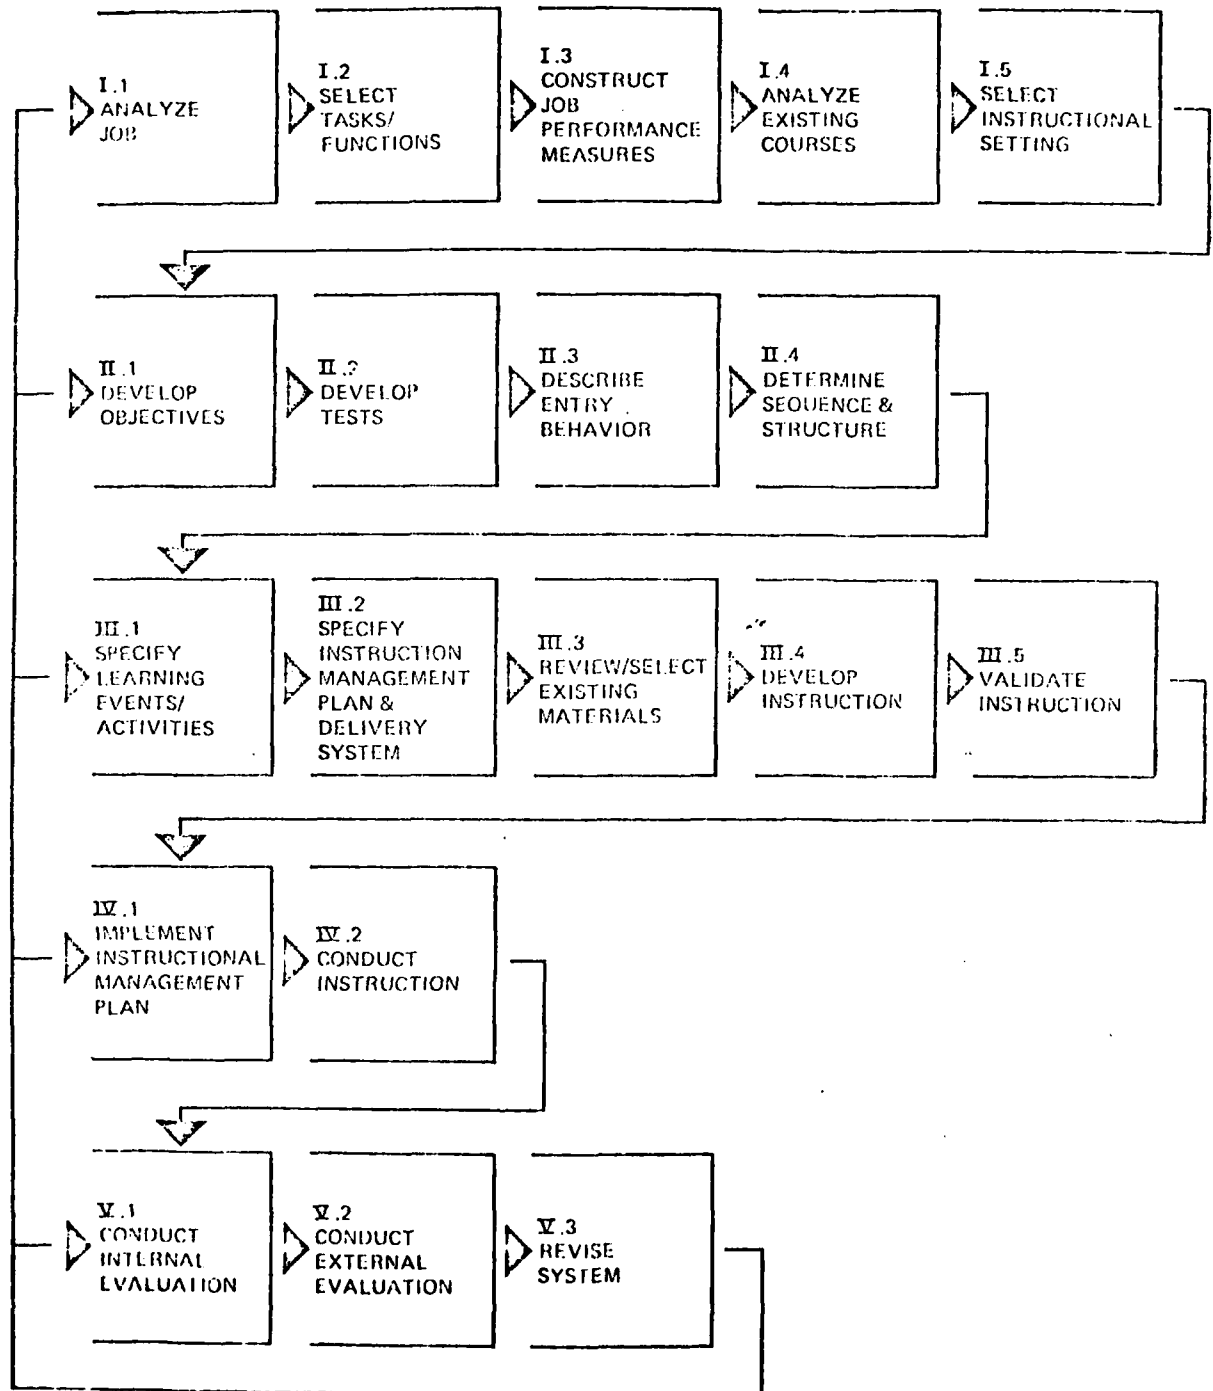 I.1
ANALYZE
JOB
I.2
SELECT
TASKS/
FUNCTIONS
I.3
CONSTRUCT
JOB
PERFORMANCE
MEASURES
I.4
ANALYZE
EXISTING
COURSES
I.5
SELECT
INSTRUCTIONAL
SETTING
II.1
DEVELOP
OBJECTIVES
II.2
DEVELOP
TESTS
II.3
DESCRIBE
ENTRY
BEHAVIOR
II.4
DETERMINE
SEQUENCE &
STRUCTURE
III.1
SPECIFY
LEARNING
EVENTS/
ACTIVITIES
III.2
SPECIFY
INSTRUCTION
MANAGEMENT
PLAN &
DELIVERY
SYSTEM
III.3
REVIEW/SELECT
EXISTING
MATERIALS
III.4
DEVELOP
INSTRUCTION
III.5
VALIDATE
INSTRUCTION
IV.1
IMPLEMENT
INSTRUCTIONAL
MANAGEMENT
PLAN
IV.2
CONDUCT
INSTRUCTION
V.1
CONDUCT
INTERNAL
EVALUATION
V.2
CONDUCT
EXTERNAL
EVALUATION
V.3
REVISE
SYSTEM